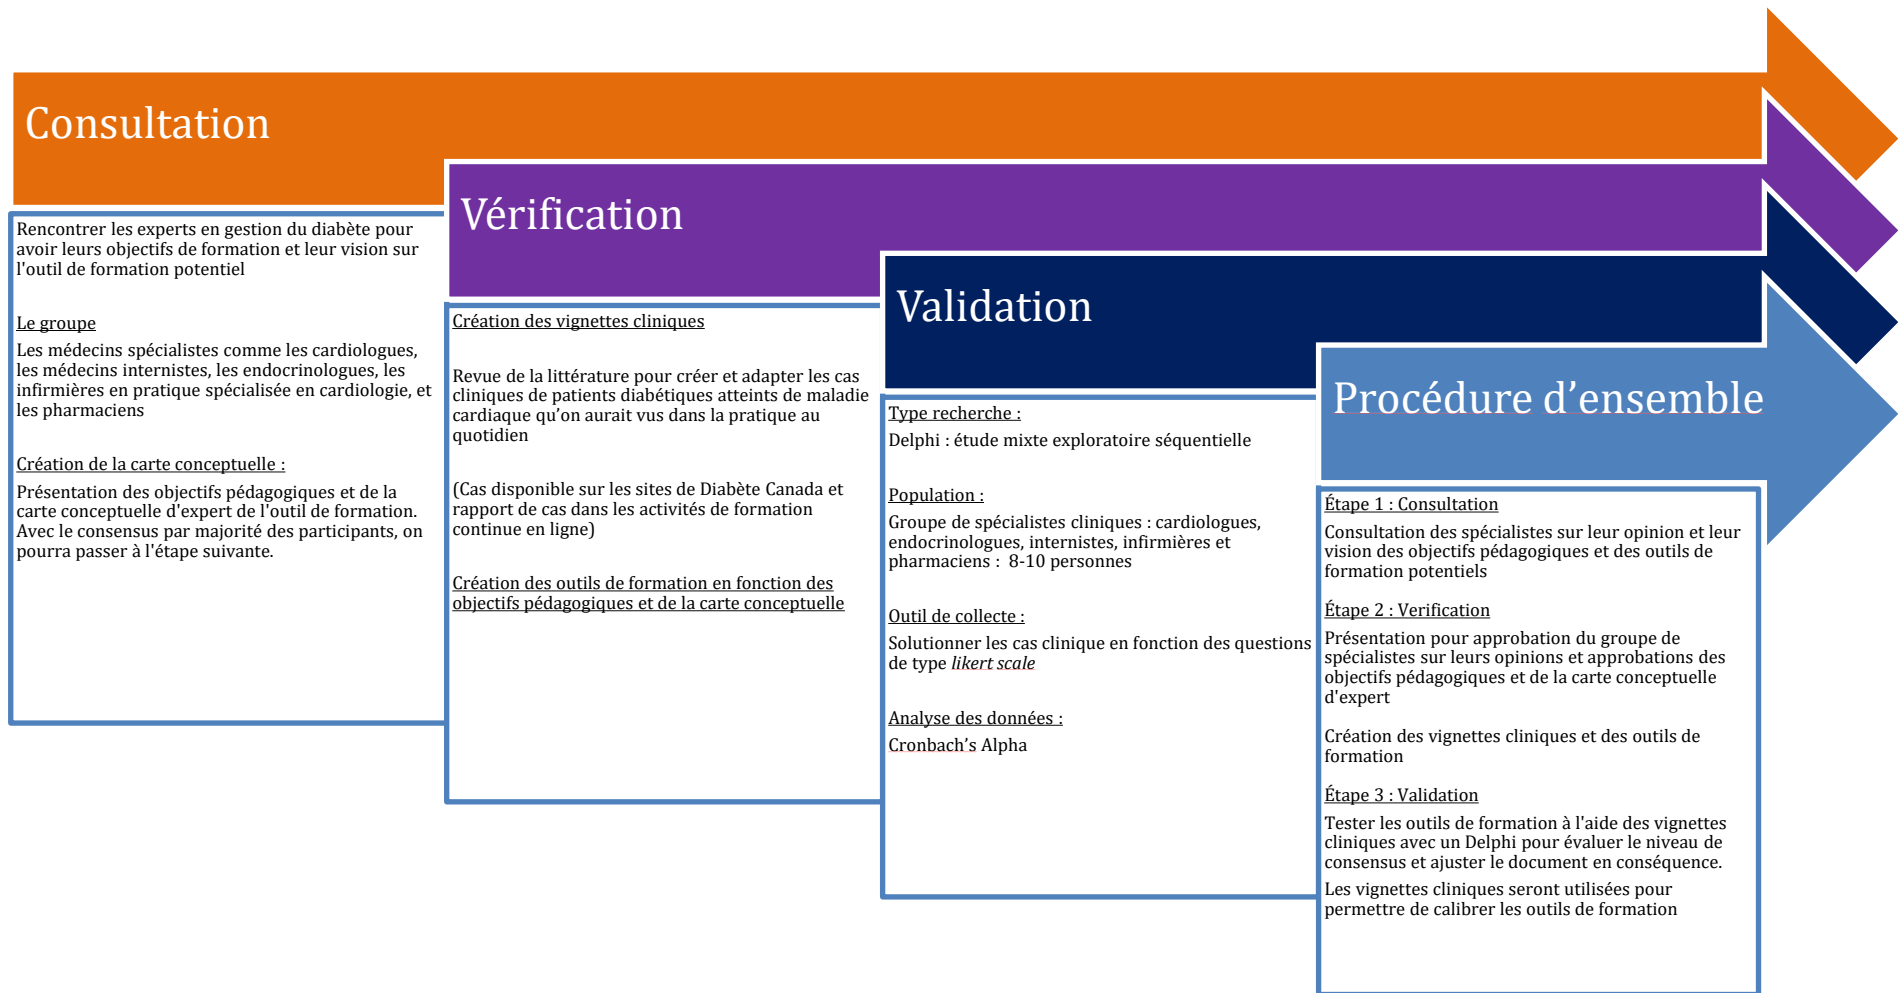 Consultation
Rencontrer les experts en gestion du diabète pour
avoir leurs objectifs de formation et leur vision sur
l'outil de formation potentiel
Le groupe
Les médecins spécialistes comme les cardiologues,
les médecins internistes, les endocrinologues, les
infirmières en pratique spécialisée en cardiologie, et
les pharmaciens
Création de la carte conceptuelle :
Présentation des objectifs pédagogiques et de la
carte conceptuelle d'expert de l'outil de formation.
Avec le consensus par majorité des participants, on
pourra passer à l'étape suivante.
Vérification
Création des vignettes cliniques
Revue de la littérature pour créer et adapter les cas
cliniques de patients diabétiques atteints de maladie
cardiaque qu'on aurait vus dans la pratique au
quotidien
(Cas disponible sur les sites de Diabète Canada et
rapport de cas dans les activités de formation
continue en ligne)
Création des outils de formation en fonction des
objectifs pédagogiques et de la carte conceptuelle
Validation
Type recherche :
Delphi : étude mixte exploratoire séquentielle
Population :
Groupe de spécialistes cliniques : cardiologues,
endocrinologues, internistes, infirmières et
pharmaciens :  8-10 personnes
Outil de collecte :
Solutionner les cas clinique en fonction des questions
de type likert scale
Analyse des données :
Cronbach’s Alpha
Procédure d’ensemble
Étape 1 : Consultation
Consultation des spécialistes sur leur opinion et leur
vision des objectifs pédagogiques et des outils de
formation potentiels
Étape 2 : Verification
Présentation pour approbation du groupe de
spécialistes sur leurs opinions et approbations des
objectifs pédagogiques et de la carte conceptuelle
d'expert
Création des vignettes cliniques et des outils de
formation
Étape 3 : Validation
Tester les outils de formation à l'aide des vignettes
cliniques avec un Delphi pour évaluer le niveau de
consensus et ajuster le document en conséquence.
Les vignettes cliniques seront utilisées pour
permettre de calibrer les outils de formation